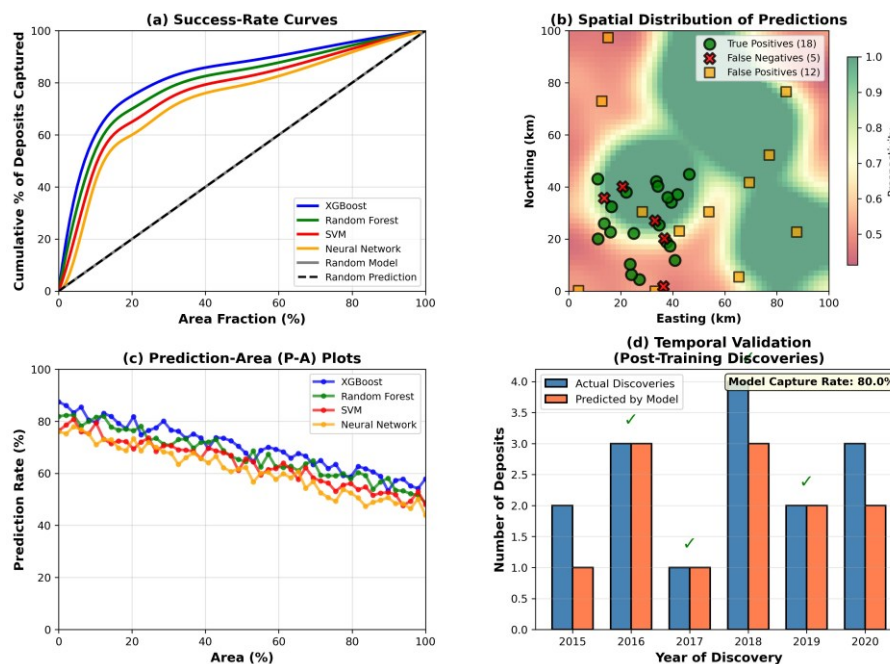 (a) Success-Rate Curves
Cumulative % of Deposits Captured
100
80
60
40
20
0
XGBoost
Random Forest
SVM
Neural Network
Random Model
Random Prediction
0 20 40 60 80 100
Area Fraction (%)
(b) Spatial Distribution of Predictions
Northing (km)
100
80
60
40
20
0
True Positives (18)
False Negatives (5)
False Positives (12)
0 20 40 60 80 100
Easting (km)
1.0
0.9
0.8
0.7
0.6
0.5
(c) Prediction-Area (P-A) Plots
Prediction Rate (%)
100
80
60
40
20
0
XGBoost
Random Forest
SVM
Neural Network
0 20 40 60 80 100
Area (%)
(d) Temporal Validation
(Post-Training Discoveries)
Number of Deposits
4.0
3.5
3.0
2.5
2.0
1.5
1.0
0.5
0.0
Actual Discoveries
Predicted by Model
Model Capture Rate: 80.0%
✓
✓
✓
✓
2015 2016 2017 2018 2019 2020
Year of Discovery